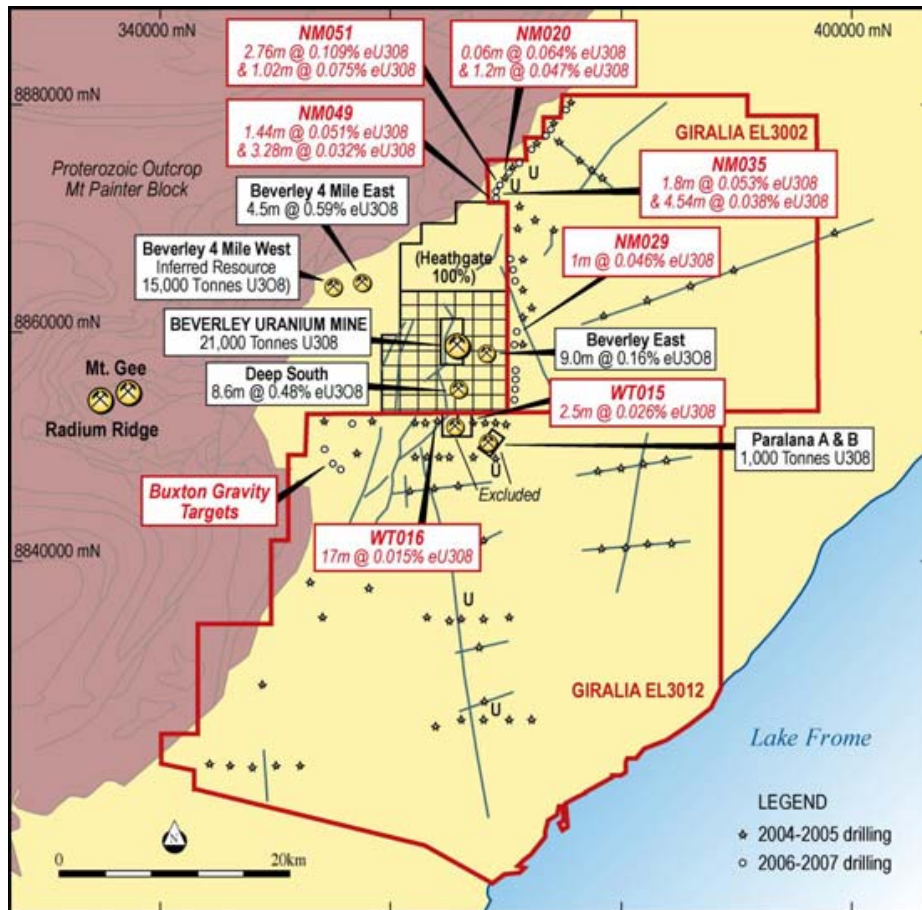 340000 mN
400000 mN
8880000 mN
8860000 mN
8840000 mN
NM051
2.76m @ 0.109% eU308
& 1.02m @ 0.075% eU308
NM020
0.06m @ 0.064% eU308
& 1.2m @ 0.047% eU308
NM049
1.44m @ 0.051% eU308
& 3.28m @ 0.032% eU308
GIRALIA EL3002
NM035
1.8m @ 0.053% eU308
& 4.54m @ 0.038% eU308
U
U
Proterozoic Outcrop
Mt Painter Block
Beverley 4 Mile East
4.5m @ 0.59% eU3O8
Beverley 4 Mile West
Inferred Resource
15,000 Tonnes U3O8)
(Heathgate
100%)
NM029
1m @ 0.046% eU308
BEVERLEY URANIUM MINE
21,000 Tonnes U308
Beverley East
9.0m @ 0.16% eU3O8
Mt. Gee
Radium Ridge
Deep South
8.6m @ 0.48% eU3O8
WT015
2.5m @ 0.026% eU308
Paralana A & B
1,000 Tonnes U308
U
Excluded
Buxton Gravity
Targets
WT016
17m @ 0.015% eU308
U
U
GIRALIA EL3012
Lake Frome
LEGEND
2004-2005 drilling
2006-2007 drilling
N
0
20km